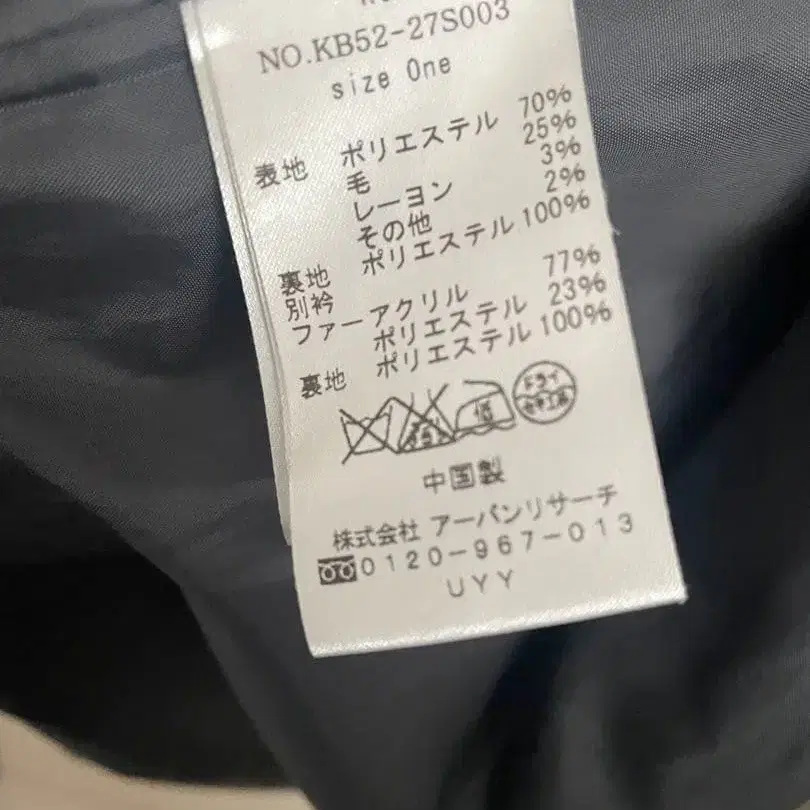 NO.KB52-27S003
size One
表地 ポリエステル 70%
毛 25%
レーヨン 3%
その他 2%
裏地 ポリエステル 100%
別衿
ファーアクリル 77%
ポリエステル 23%
裏地 ポリエステル 100%
低
ドライ
セキユ系
中国製
株式会社 アーバンリサーチ
0120-967-013
UYY